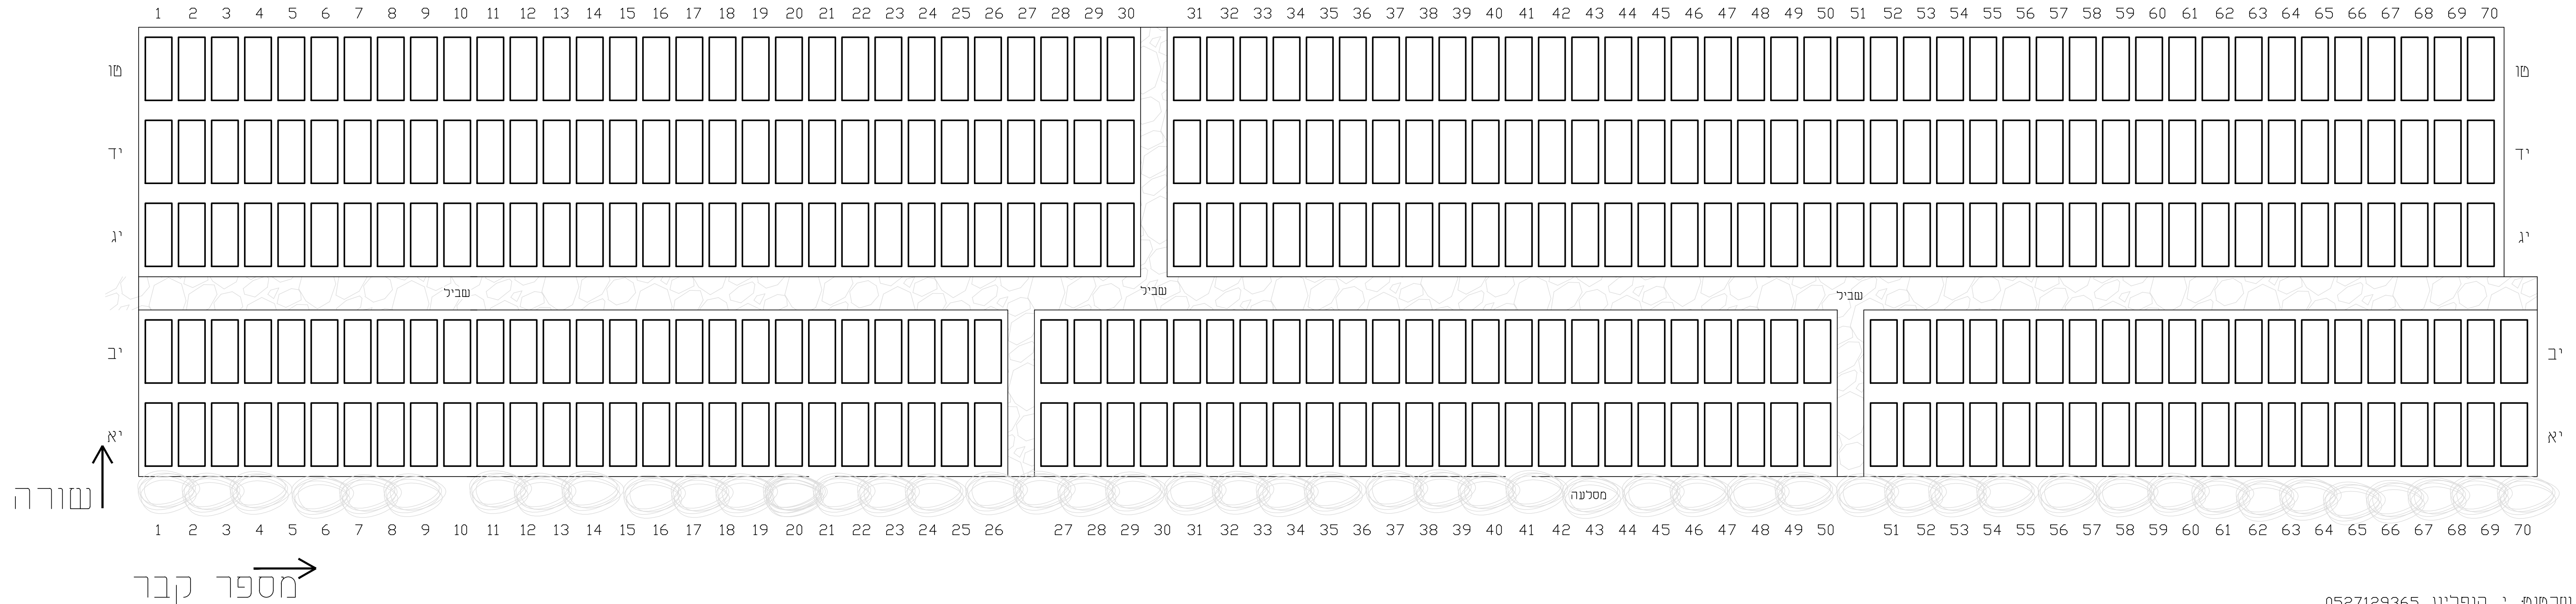 1 2 3 4 5 6 7 8 9 10 11 12 13 14 15 16 17 18 19 20 21 22 23 24 25 26 27 28 29 30 31 32 33 34 35 36 37 38 39 40 41 42 43 44 45 46 47 48 49 50 51 52 53 54 55 56 57 58 59 60 61 62 63 64 65 66 67 68 69 70
טו טו
יד יד
יג יג
שביל שביל שביל
יב יב
יא יא
שורה
מסלעה
1 2 3 4 5 6 7 8 9 10 11 12 13 14 15 16 17 18 19 20 21 22 23 24 25 26 27 28 29 30 31 32 33 34 35 36 37 38 39 40 41 42 43 44 45 46 47 48 49 50 51 52 53 54 55 56 57 58 59 60 61 62 63 64 65 66 67 68 69 70
מספר קבר
0527129365